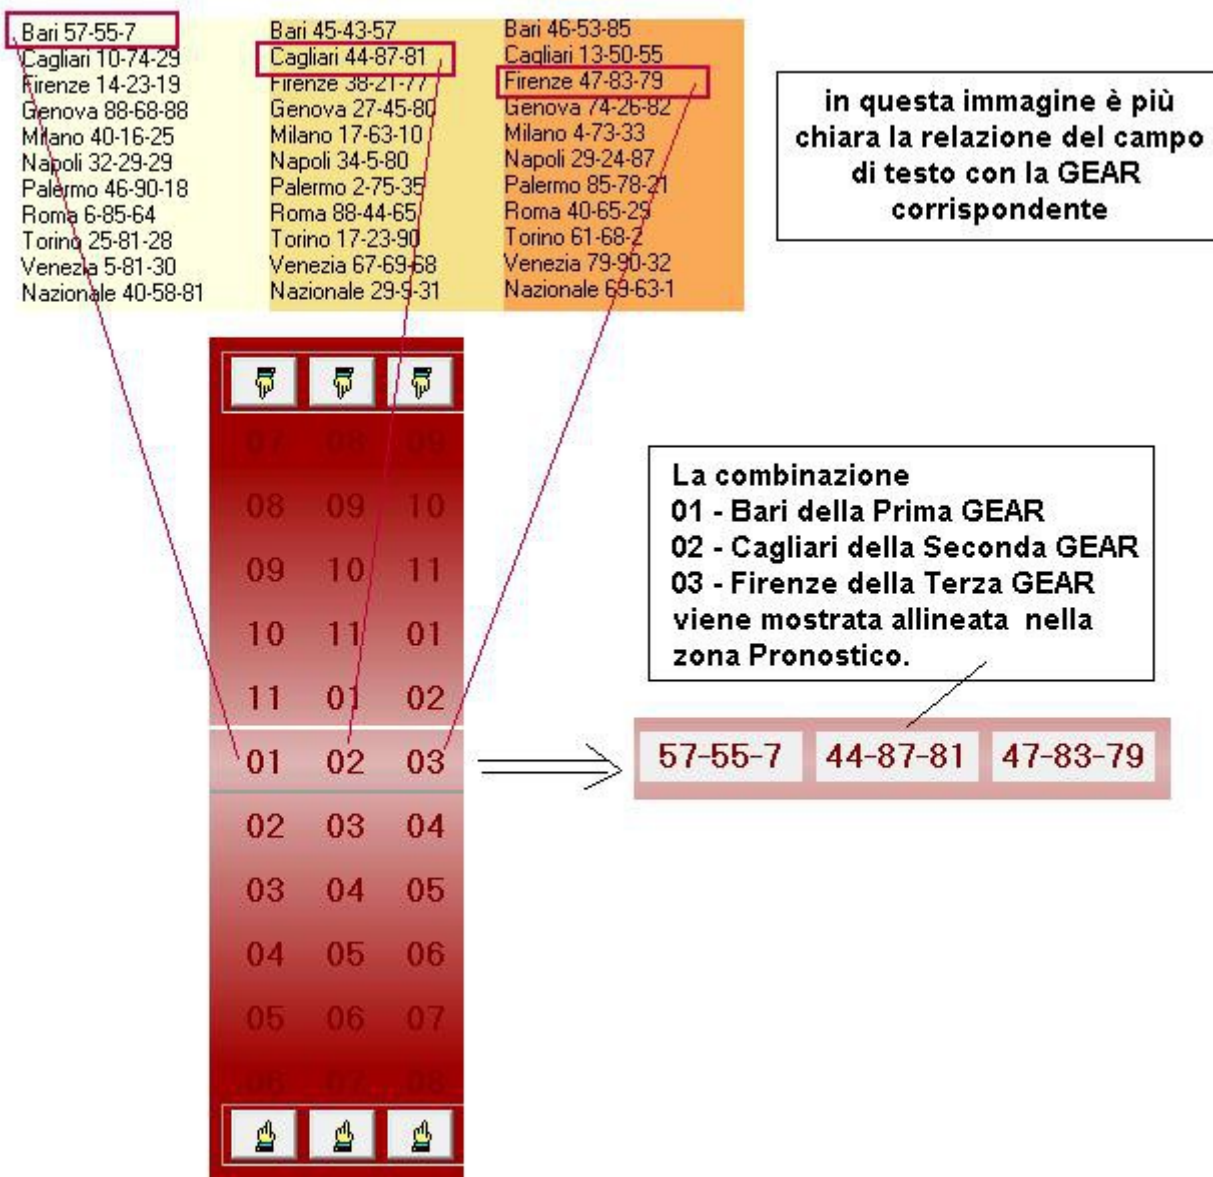 Bari 57-55-7
Cagliari 10-74-29
Firenze 14-23-19
Genova 88-68-88
Milano 40-16-25
Napoli 32-29-29
Palermo 46-90-18
Roma 6-85-64
Torino 25-81-28
Venezia 5-81-30
Nazionale 40-58-81
Bari 45-43-57
Cagliari 44-87-81
Firenze 38-21-77
Genova 27-45-80
Milano 17-63-10
Napoli 34-5-80
Palermo 2-75-35
Roma 88-44-65
Torino 17-23-90
Venezia 67-69-68
Nazionale 29-9-31
Bari 46-53-85
Cagliari 13-50-55
Firenze 47-83-79
Genova 74-26-82
Milano 4-73-33
Napoli 29-24-87
Palermo 85-78-21
Roma 40-65-29
Torino 61-68-2
Venezia 79-90-32
Nazionale 69-63-1
in questa immagine è più
chiara la relazione del campo
di testo con la GEAR
corrispondente
07 08 09
08 09 10
09 10 11
10 11 01
11 01 02
01 02 03
02 03 04
03 04 05
04 05 06
05 06 07
06 07 08
La combinazione
01 - Bari della Prima GEAR
02 - Cagliari della Seconda GEAR
03 - Firenze della Terza GEAR
viene mostrata allineata nella
zona Pronostico.
57-55-7 44-87-81 47-83-79